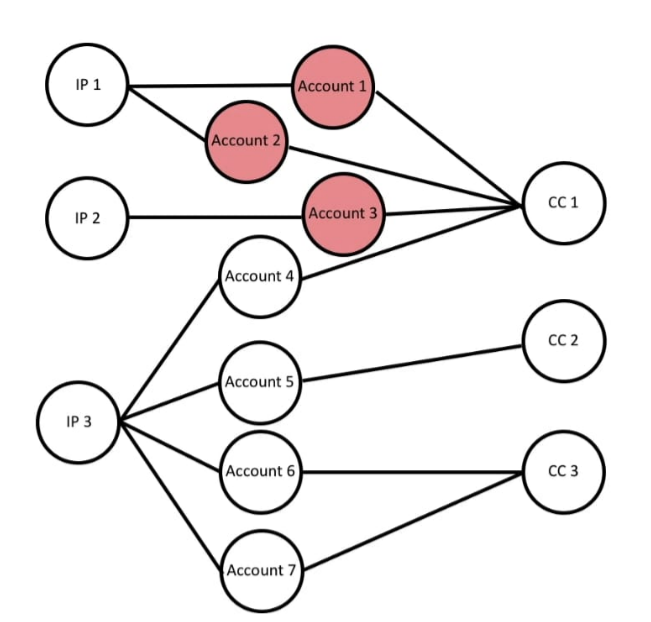 IP 1
Account 1
Account 2
CC 1
IP 2
Account 3
Account 4
CC 2
Account 5
IP 3
Account 6
CC 3
Account 7